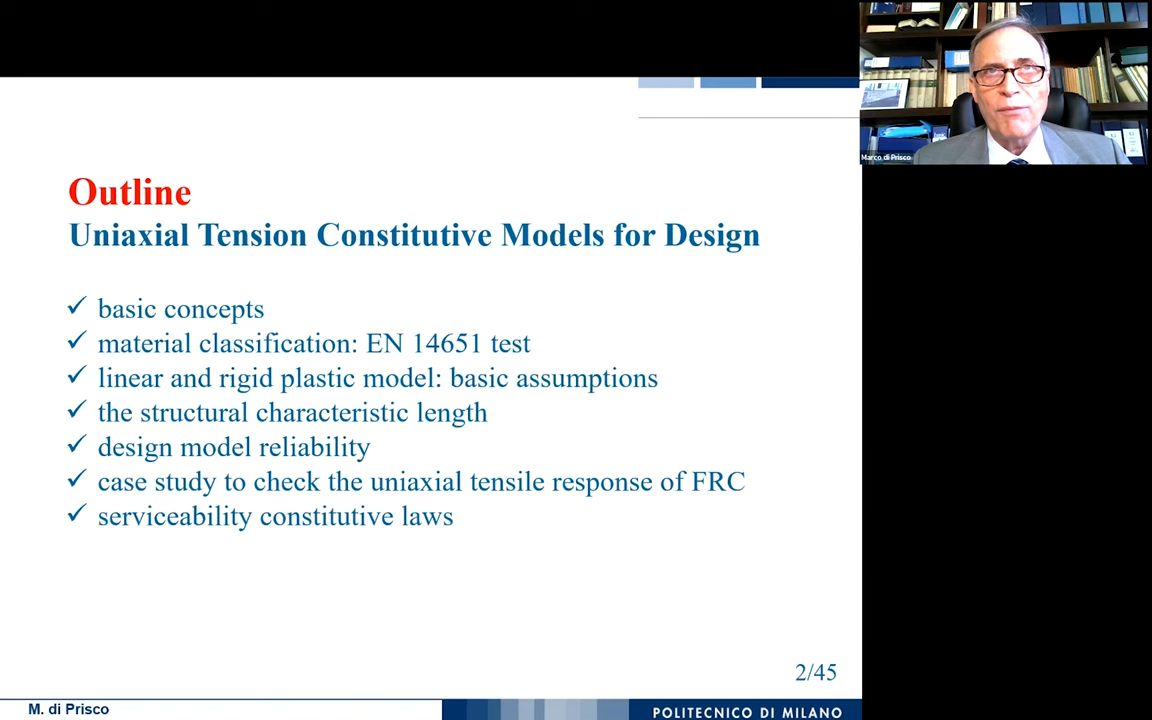 Marco di Prisco
Outline
Uniaxial Tension Constitutive Models for Design
✓ basic concepts
✓ material classification: EN 14651 test
✓ linear and rigid plastic model: basic assumptions
✓ the structural characteristic length
✓ design model reliability
✓ case study to check the uniaxial tensile response of FRC
✓ serviceability constitutive laws
2/45
M. di Prisco
POLITECNICO DI MILANO